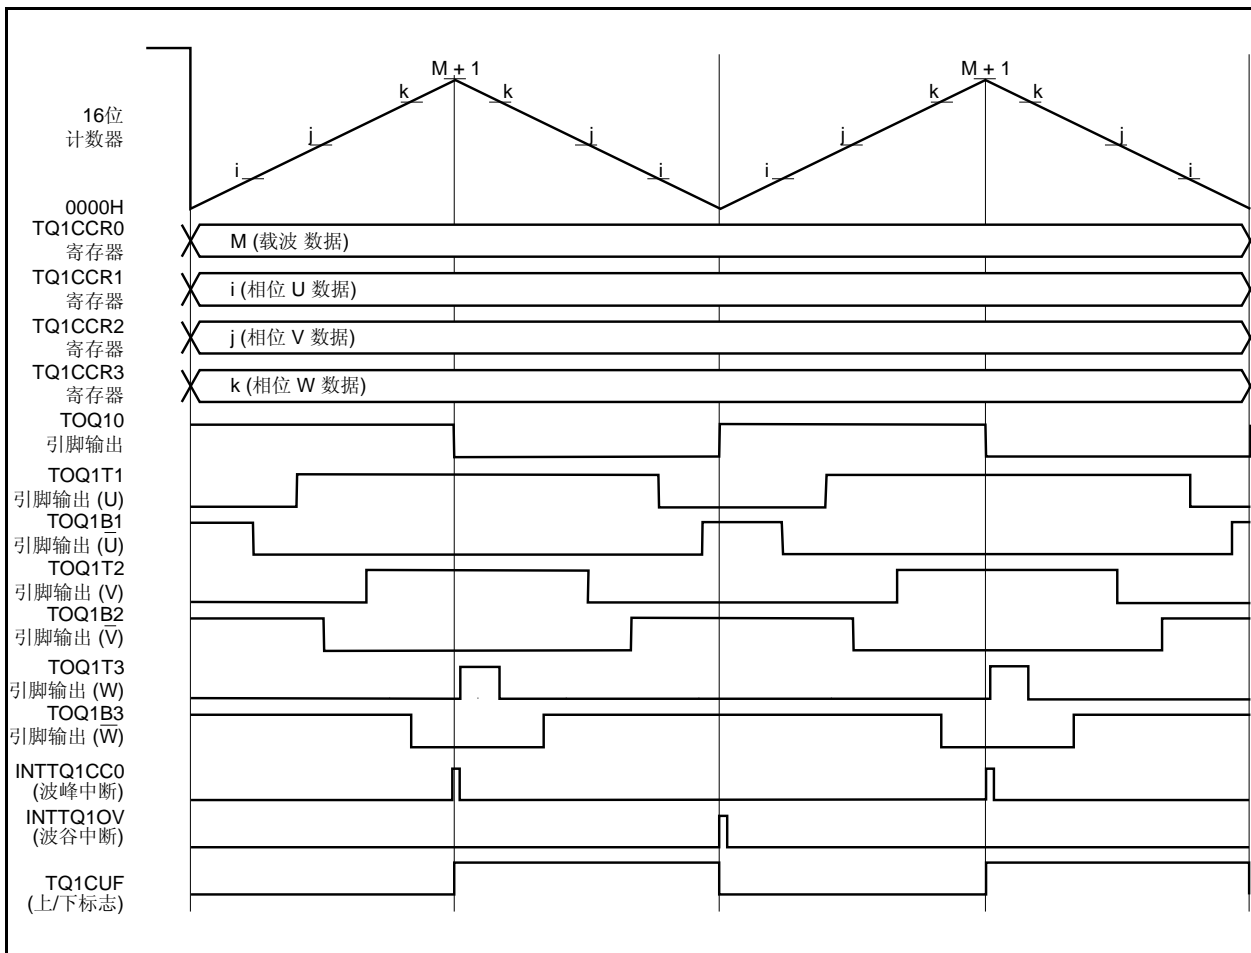 M + 1
M + 1
k
k
k
k
16位
计数器
j
j
j
j
i
i
i
i
0000H
TQ1CCR0
寄存器
M (载波 数据)
TQ1CCR1
寄存器
i (相位 U 数据)
TQ1CCR2
寄存器
j (相位 V 数据)
TQ1CCR3
寄存器
k (相位 W 数据)
TOQ10
引脚输出
TOQ1T1
引脚输出 (U)
TOQ1B1
引脚输出 (U̅)
TOQ1T2
引脚输出 (V)
TOQ1B2
引脚输出 (V̅)
TOQ1T3
引脚输出 (W)
TOQ1B3
引脚输出 (W̅)
INTTQ1CC0
(波峰中断)
INTTQ1OV
(波谷中断)
TQ1CUF
(上/下标志)